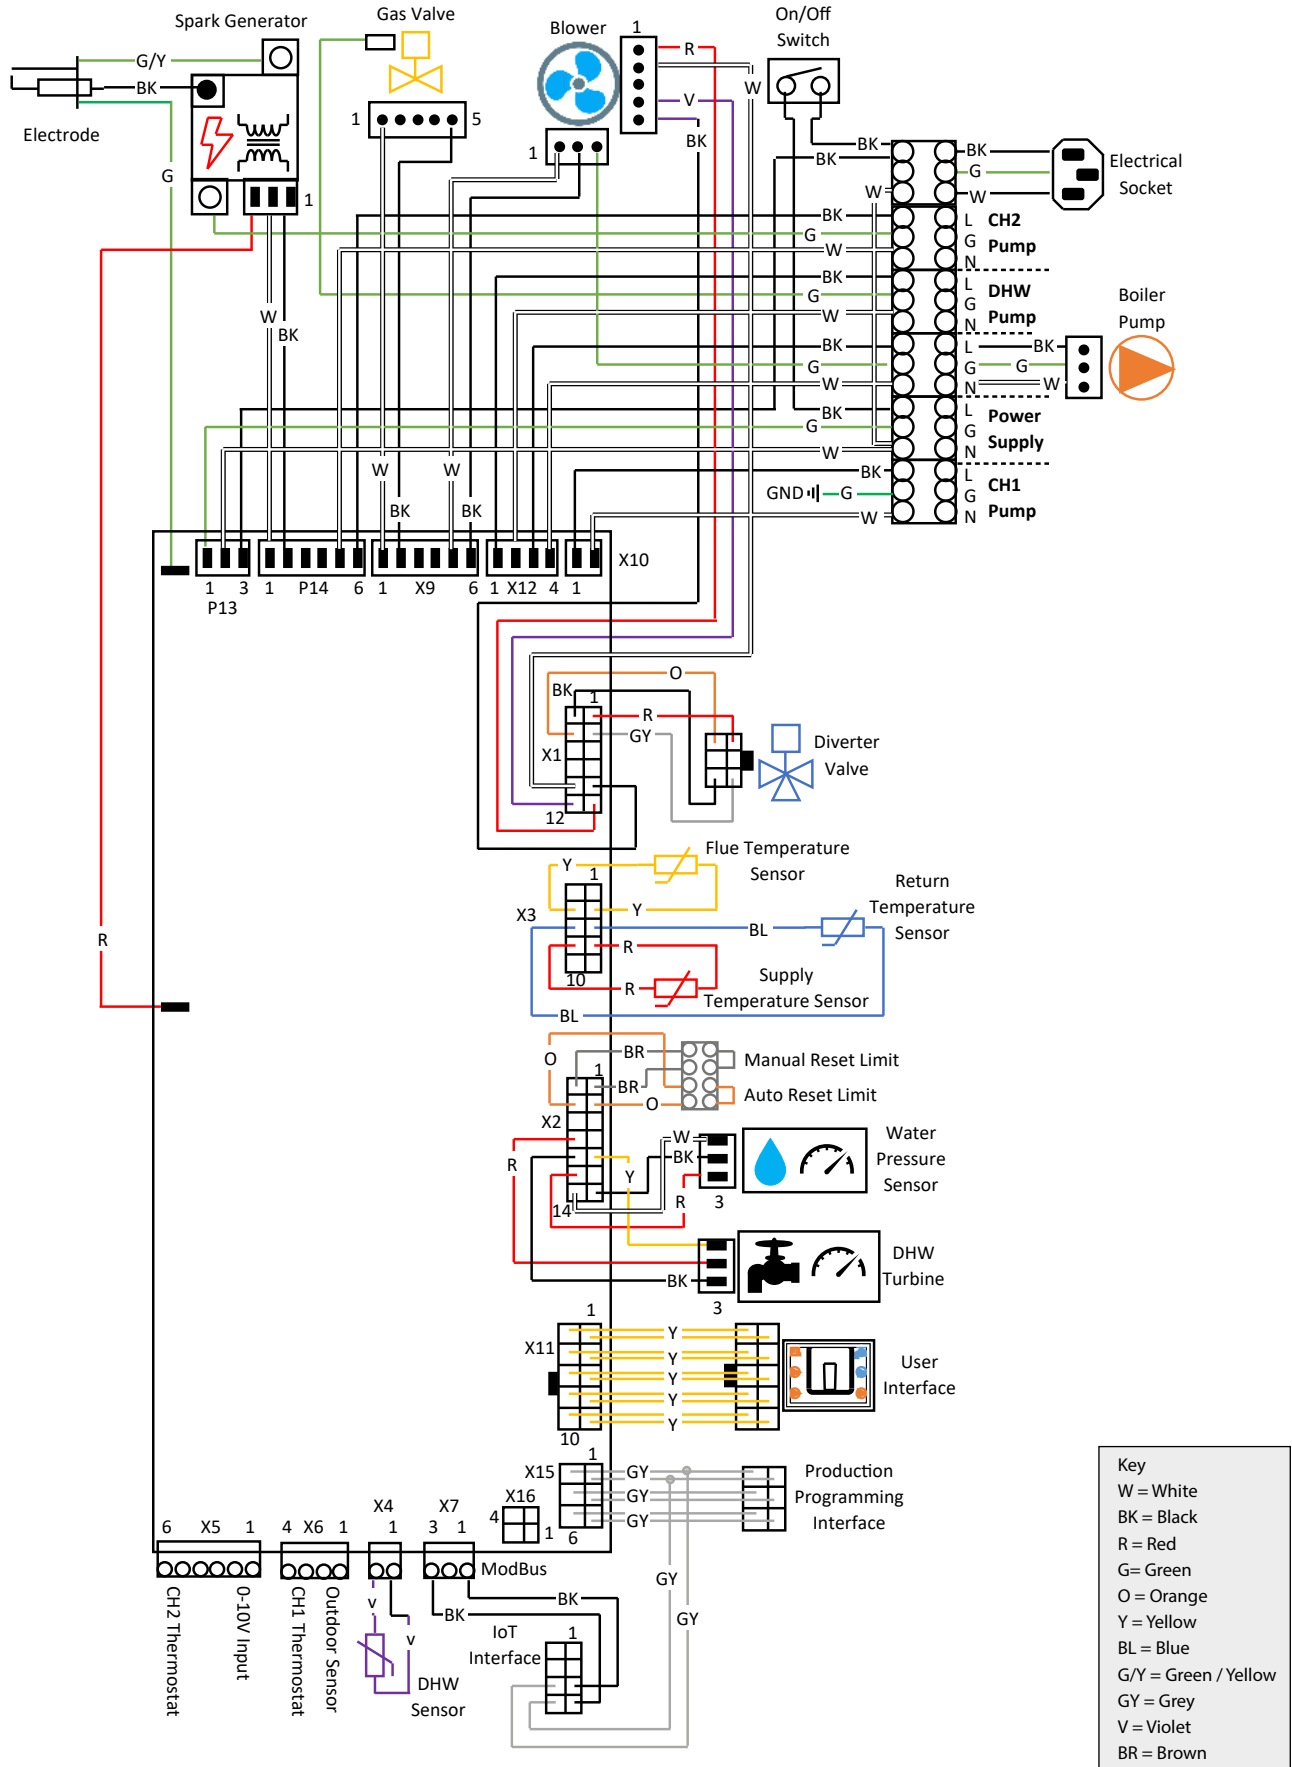 Spark Generator
Gas Valve
Blower
1
On/Off
Switch
G/Y
BK
Electrode
G
1
1
5
1
R
W
V
BK
BK
BK
BK
G
W
W
Electrical
Socket
BK
G
W
L
G
N
CH2
Pump
BK
G
W
L
G
N
DHW
Pump
BK
G
W
L
G
N
BK
G
W
Boiler
Pump
BK
G
W
L
G
N
Power
Supply
BK
GND
G
W
L
G
N
CH1
Pump
W
BK
W
BK
W
BK
1
3
P13
1
P14
6
1
X9
6
1
X12
4
1
X10
O
BK
1
R
GY
X1
12
Diverter
Valve
Flue Temperature
Sensor
Y
1
Y
X3
BL
Return
Temperature
Sensor
R
10
R
Supply
Temperature Sensor
BL
R
O
BR
1
BR
O
Manual Reset Limit
Auto Reset Limit
X2
W
BK
R
Y
R
14
3
Water
Pressure
Sensor
BK
3
DHW
Turbine
1
X11
Y
Y
Y
Y
Y
10
User
Interface
1
X15
GY
GY
GY
6
Production
Programming
Interface
X16
4
1
6
X5
1
4
X6
1
X4
1
X7
3
1
ModBus
CH2 Thermostat
0-10V Input
CH1 Thermostat
Outdoor Sensor
v
v
DHW
Sensor
BK
BK
IoT
Interface
1
GY
GY
Key
W = White
BK = Black
R = Red
G= Green
O = Orange
Y = Yellow
BL = Blue
G/Y = Green / Yellow
GY = Grey
V = Violet
BR = Brown